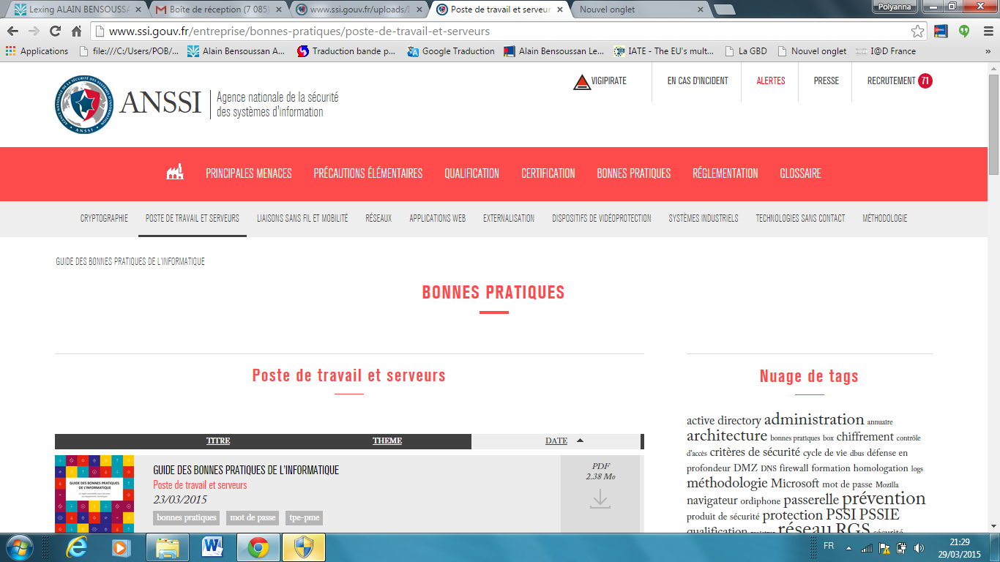 Lexing ALAIN BENSOUSSA
Boîte de réception (7 085)
www.ssi.gouv.fr/uploads/I
Poste de travail et serveur
Nouvel onglet
Polyanna
www.ssi.gouv.fr/entreprise/bonnes-pratiques/poste-de-travail-et-serveurs
Applications
file:///C:/Users/POB/...
Alain Bensoussan A...
Traduction bande p...
Google Traduction
Alain Bensoussan Le...
IATE - The EU's mult...
La GBD
Nouvel onglet
I@D France
»
ANSSI
Agence nationale de la sécurité
des systèmes d'information
VIGIPIRATE
EN CAS D'INCIDENT
ALERTES
PRESSE
RECRUTEMENT 71
PRINCIPALES MENACES
PRÉCAUTIONS ÉLÉMENTAIRES
QUALIFICATION
CERTIFICATION
BONNES PRATIQUES
RÉGLEMENTATION
GLOSSAIRE
CRYPTOGRAPHIE
POSTE DE TRAVAIL ET SERVEURS
LIAISONS SANS FIL ET MOBILITÉ
RÉSEAUX
APPLICATIONS WEB
EXTERNALISATION
DISPOSITIFS DE VIDÉOPROTECTION
SYSTÈMES INDUSTRIELS
TECHNOLOGIES SANS CONTACT
MÉTHODOLOGIE
GUIDE DES BONNES PRATIQUES DE L'INFORMATIQUE
BONNES PRATIQUES
Poste de travail et serveurs
TITRE
THEME
DATE
GUIDE DES BONNES PRATIQUES
DE L'INFORMATIQUE
GUIDE DES BONNES PRATIQUES DE L'INFORMATIQUE
Poste de travail et serveurs
23/03/2015
bonnes pratiques
mot de passe
tpe-pme
PDF
2.38 Mo
Nuage de tags
active directory administration annuaire
architecture bonnes pratiques box chiffrement contrôle
d'accès critères de sécurité cycle de vie dbus défense en
profondeur DMZ DNS firewall formation homologation logs
méthodologie Microsoft mot de passe Mozilla
navigateur ordiphone passerelle prévention
produit de sécurité protection PSSI PSSIE
qualification réseau RGS sécurité
FR
21:29
29/03/2015